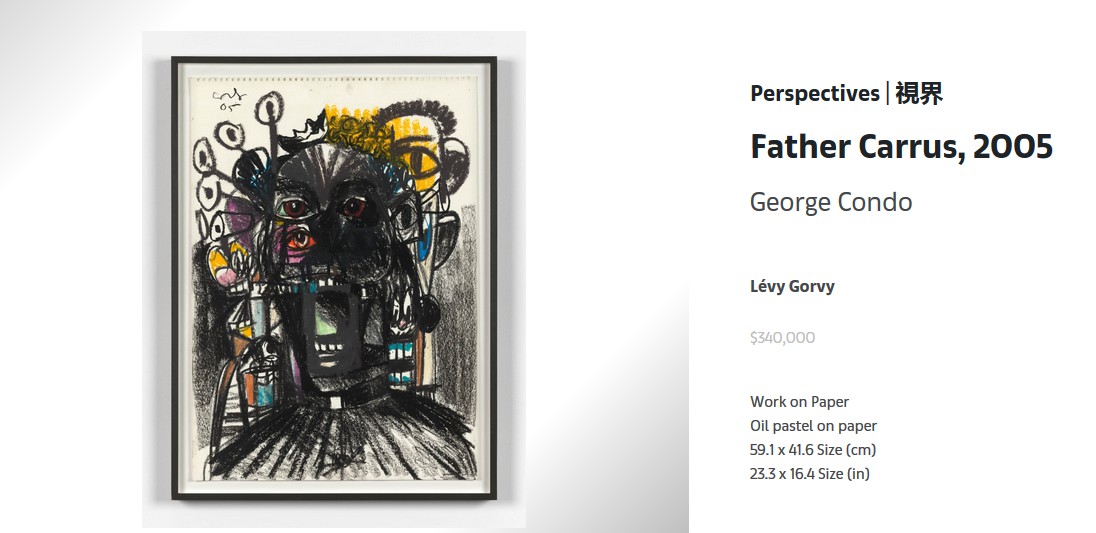 Perspectives | 視界
Father Carrus, 2005
George Condo
Lévy Gorvy
$340,000
Work on Paper
Oil pastel on paper
59.1 x 41.6 Size (cm)
23.3 x 16.4 Size (in)